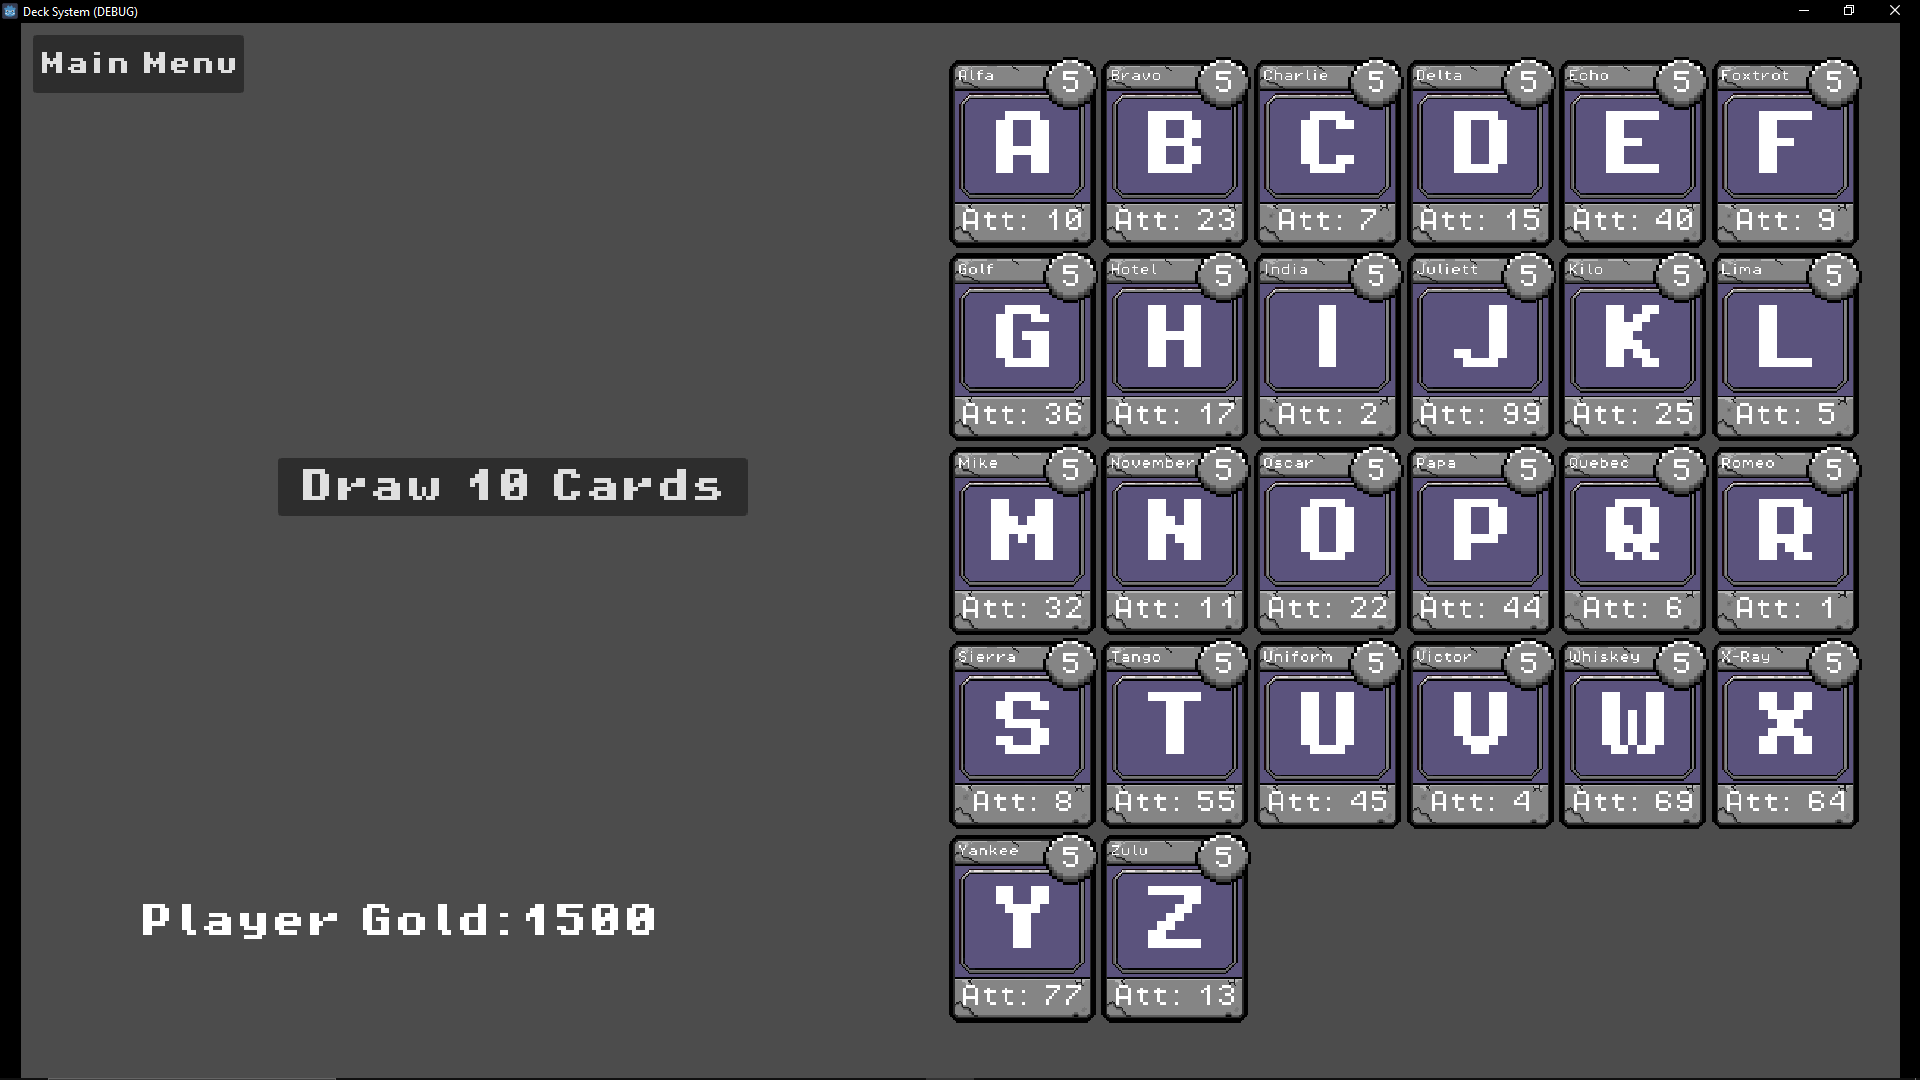 Deck System (DEBUG)
Main Menu
Alfa 5 Bravo 5 Charlie 5 Delta 5 Echo 5 Foxtrot 5
A B C D E F
Att: 10 Att: 23 Att: 7 Att: 15 Att: 40 Att: 9
Golf 5 Hotel 5 India 5 Juliett 5 Kilo 5 Lima 5
G H I J K L
Att: 36 Att: 17 Att: 2 Att: 99 Att: 25 Att: 5
Mike 5 November 5 Oscar 5 Papa 5 Quebec 5 Romeo 5
Draw 10 Cards
M N O P Q R
Att: 32 Att: 11 Att: 22 Att: 44 Att: 6 Att: 1
Sierra 5 Tango 5 Uniform 5 Victor 5 Whiskey 5 X-Ray 5
S T U V W X
Att: 8 Att: 55 Att: 45 Att: 4 Att: 69 Att: 64
Yankee 5 Zulu 5
Y Z
Player Gold:1500
Att: 77 Att: 13